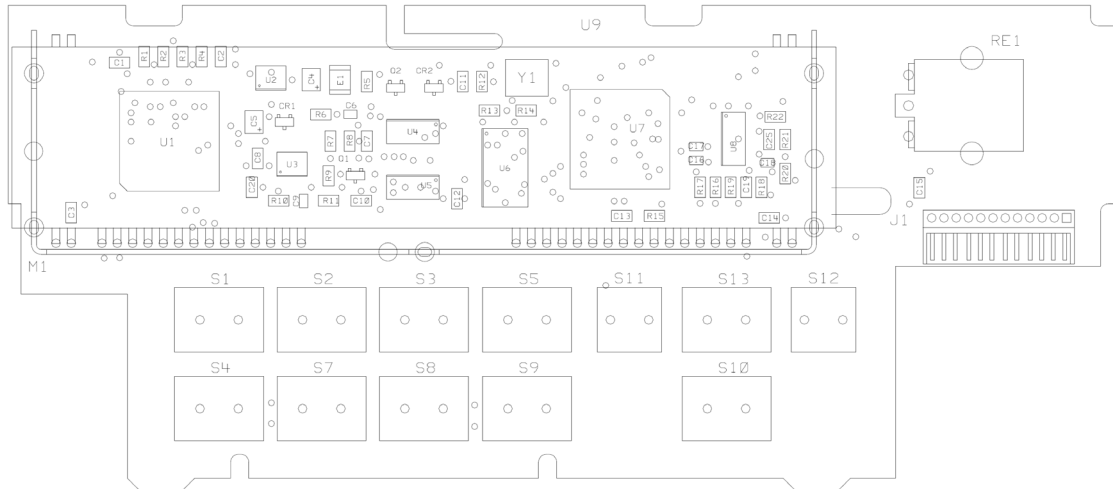 U9
RE1
C1 R1 R2 R3 R4 C2
U2 C4 E1 R5 Q2 CR2 C11 R12 Y1
C5 CR1 R6 C6 R13 R14 R22
U1 U4 U7 U8
R7 R8 C7 C17 C25 R21
C8 U3 Q1 U6 C16 C18
C20 R9 U5 R17 R16 R19 C19 R18 R20 C15
R10 C9 R11 C10 C12
C3 C13 R15 C14 J1
M1
S1 S2 S3 S5 S11 S13 S12
S4 S7 S8 S9 S10